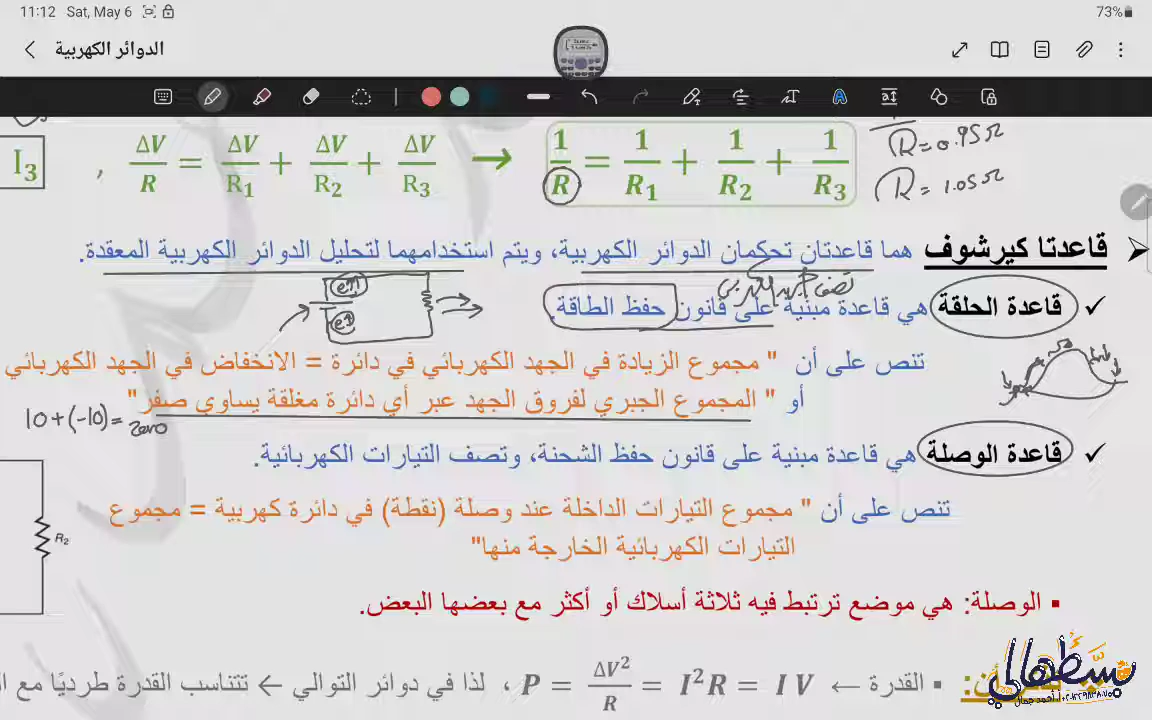 11:12 Sat, May 6
73%
الدوائر الكهربية
I3 , ΔV/R = ΔV/R1 + ΔV/R2 + ΔV/R3 → 1/R = 1/R1 + 1/R2 + 1/R3
R = 0.95Ω
R = 1.05Ω
قاعدتا كيرشوف هما قاعدتان تحكمان الدوائر الكهربية، ويتم استخدامهما لتحليل الدوائر الكهربية المعقدة.
✓ قاعدة الحلقة هي قاعدة مبنية على قانون حفظ الطاقة.
تنص على أن " مجموع الزيادة في الجهد الكهربائي في دائرة = الانخفاض في الجهد الكهربائي
أو " المجموع الجبري لفروق الجهد عبر أي دائرة مغلقة يساوي صفر"
10+(-10)= zero
✓ قاعدة الوصلة هي قاعدة مبنية على قانون حفظ الشحنة، وتصف التيارات الكهربائية.
تنص على أن " مجموع التيارات الداخلة عند وصلة (نقطة) في دائرة كهربية = مجموع
التيارات الكهربائية الخارجة منها"
R2
▪ الوصلة: هي موضع ترتبط فيه ثلاثة أسلاك أو أكثر مع بعضها البعض.
▪ القدرة ← P = ΔV²/R = I²R = I V ، لذا في دوائر التوالي ← تتناسب القدرة طرديًا مع
بسطهالي
أحمد جمال